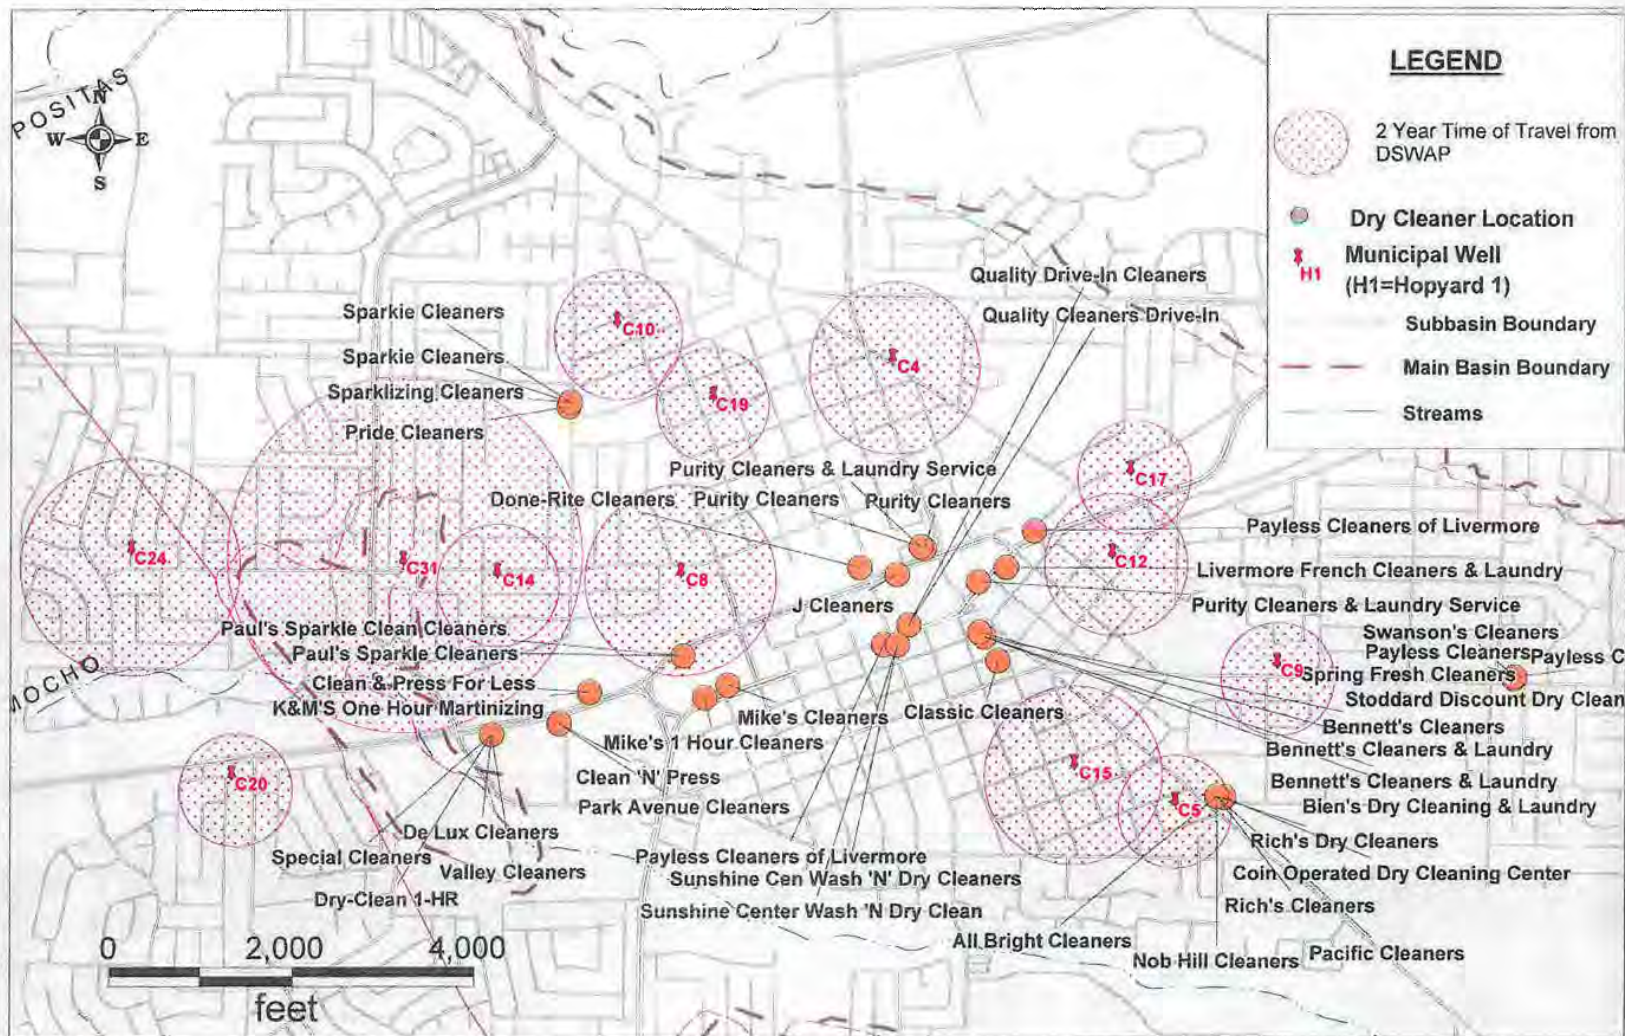 LEGEND
2 Year Time of Travel from
DSWAP
Dry Cleaner Location
Municipal Well
H1
(H1=Hopyard 1)
Subbasin Boundary
Main Basin Boundary
Streams
POSITAS
N
W
E
S
Quality Drive-In Cleaners
Quality Cleaners Drive-In
Sparkie Cleaners
C10
Sparkie Cleaners
C4
Sparklizing Cleaners
C19
Pride Cleaners
Purity Cleaners & Laundry Service
C17
Done-Rite Cleaners
Purity Cleaners
Purity Cleaners
Payless Cleaners of Livermore
C24
C31
C14
C8
C12
Livermore French Cleaners & Laundry
J Cleaners
Purity Cleaners & Laundry Service
Paul's Sparkle Clean Cleaners
Swanson's Cleaners
Paul's Sparkle Cleaners
Payless Cleaners
Payless C
MOCHO
C9
Spring Fresh Cleaners
Clean & Press For Less
Stoddard Discount Dry Clean
K&M'S One Hour Martinizing
Mike's Cleaners
Classic Cleaners
Bennett's Cleaners
Mike's 1 Hour Cleaners
Bennett's Cleaners & Laundry
Clean 'N' Press
C15
C20
Bennett's Cleaners & Laundry
Park Avenue Cleaners
C5
Bien's Dry Cleaning & Laundry
De Lux Cleaners
Rich's Dry Cleaners
Special Cleaners
Payless Cleaners of Livermore
Valley Cleaners
Sunshine Cen Wash 'N' Dry Cleaners
Coin Operated Dry Cleaning Center
Dry-Clean 1-HR
Sunshine Center Wash 'N Dry Clean
Rich's Cleaners
All Bright Cleaners
Nob Hill Cleaners
Pacific Cleaners
0
2,000
4,000
feet